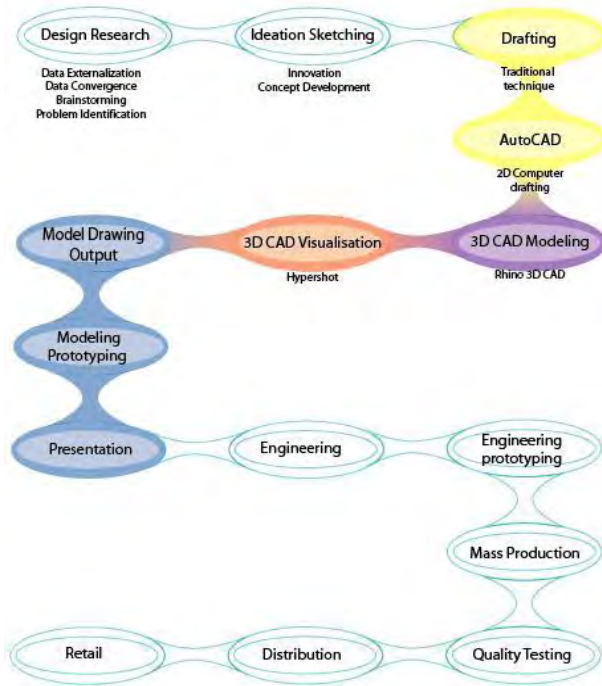 Design Research
Ideation Sketching
Drafting
Data Externalization
Data Convergence
Brainstorming
Problem Identification
Innovation
Concept Development
Traditional
technique
AutoCAD
2D Computer
drafting
Model Drawing
Output
3D CAD Visualisation
3D CAD Modeling
Hypershot
Rhino 3D CAD
Modeling
Prototyping
Presentation
Engineering
Engineering
prototyping
Mass Production
Retail
Distribution
Quality Testing